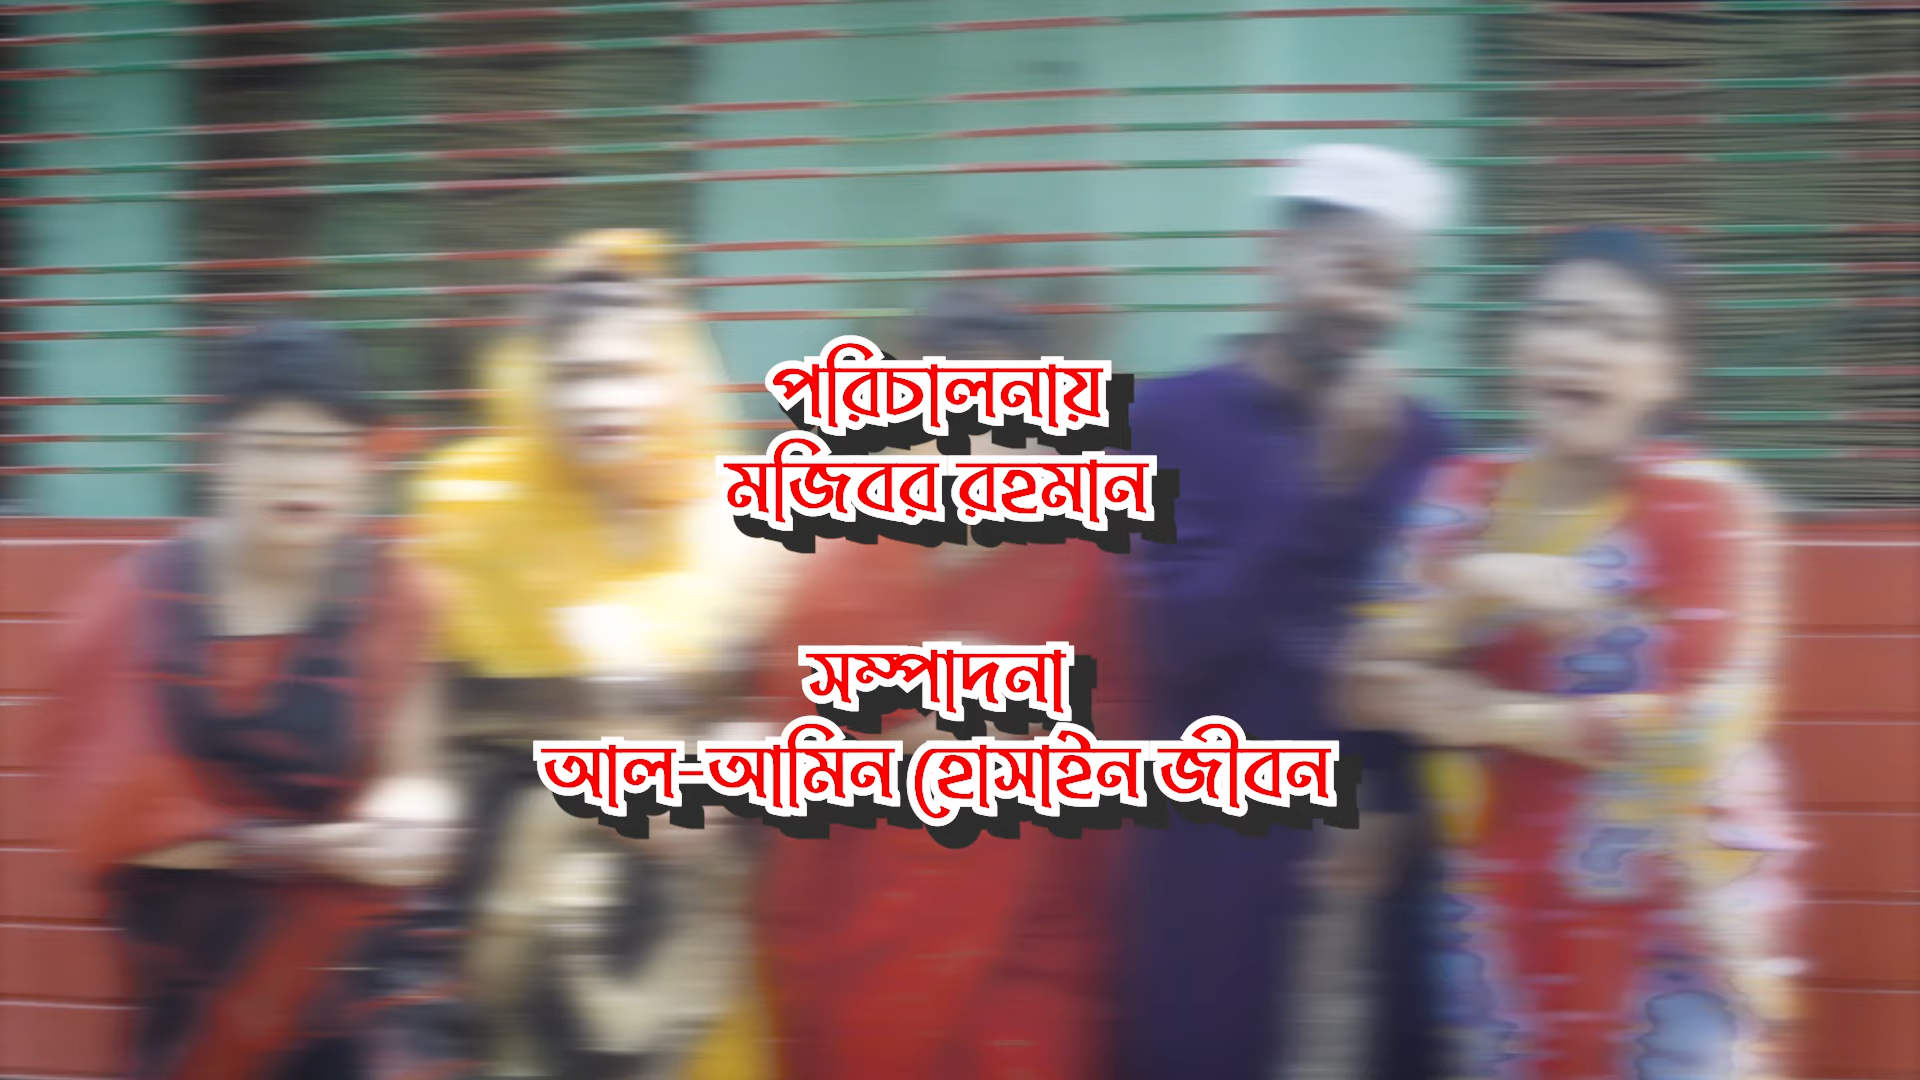 পরিচালনায়
মজিবর রহমান
সম্পাদনা
আল-আমিন হোসাইন জীবন